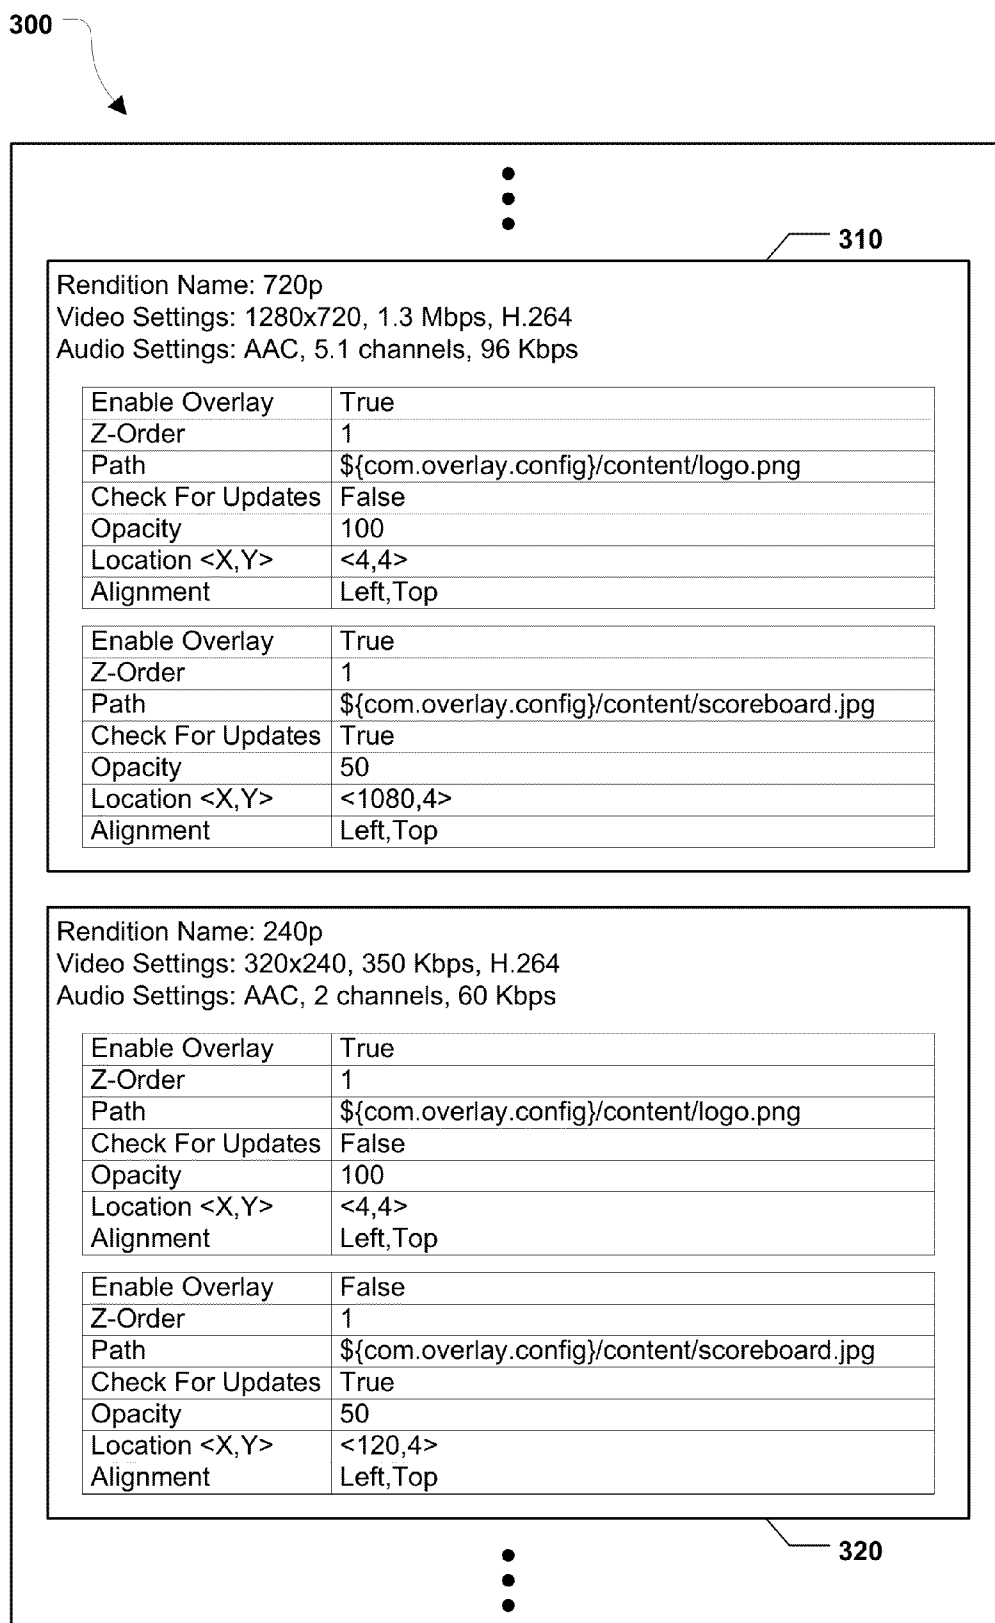 300
310
Rendition Name: 720p
Video Settings: 1280x720, 1.3 Mbps, H.264
Audio Settings: AAC, 5.1 channels, 96 Kbps
Enable Overlay True
Z-Order 1
Path ${com.overlay.config}/content/logo.png
Check For Updates False
Opacity 100
Location <X,Y> <4,4>
Alignment Left,Top
Enable Overlay True
Z-Order 1
Path ${com.overlay.config}/content/scoreboard.jpg
Check For Updates True
Opacity 50
Location <X,Y> <1080,4>
Alignment Left,Top
Rendition Name: 240p
Video Settings: 320x240, 350 Kbps, H.264
Audio Settings: AAC, 2 channels, 60 Kbps
Enable Overlay True
Z-Order 1
Path ${com.overlay.config}/content/logo.png
Check For Updates False
Opacity 100
Location <X,Y> <4,4>
Alignment Left,Top
Enable Overlay False
Z-Order 1
Path ${com.overlay.config}/content/scoreboard.jpg
Check For Updates True
Opacity 50
Location <X,Y> <120,4>
Alignment Left,Top
320